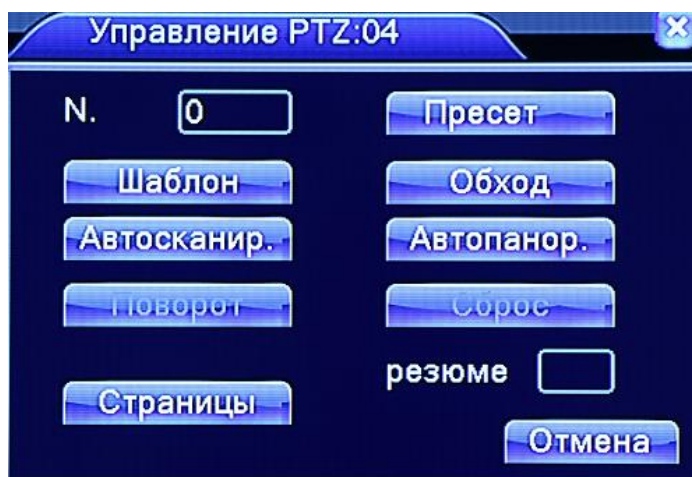 Управление PTZ:04
N. 0 Пресет
Шаблон Обход
Автосканир. Автопанор.
Поворот Сброс
резюме
Страницы
Отмена